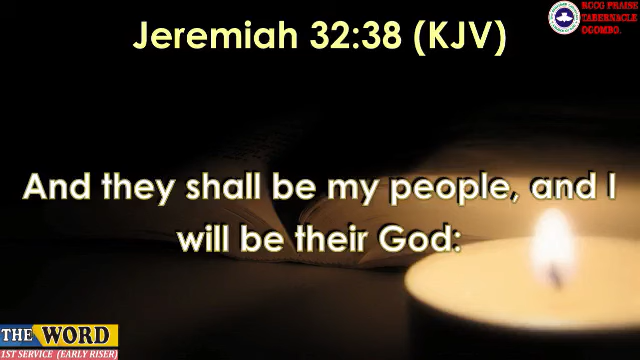 Jeremiah 32:38 (KJV)
RCCG PRAISE
TABERNACLE
OGOMBO.
And they shall be my people, and I
will be their God:
THE WORD
1ST SERVICE (EARLY RISER)